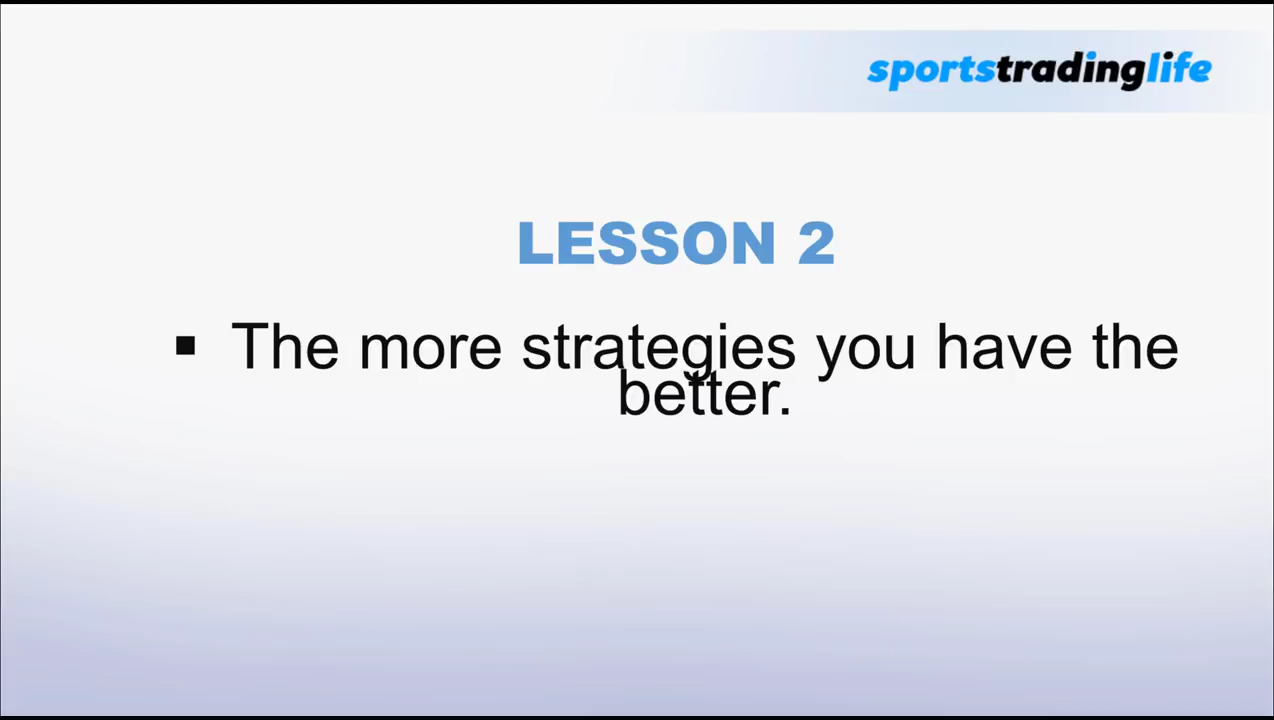 sportstradinglife
LESSON 2
▪ The more strategies you have the
better.